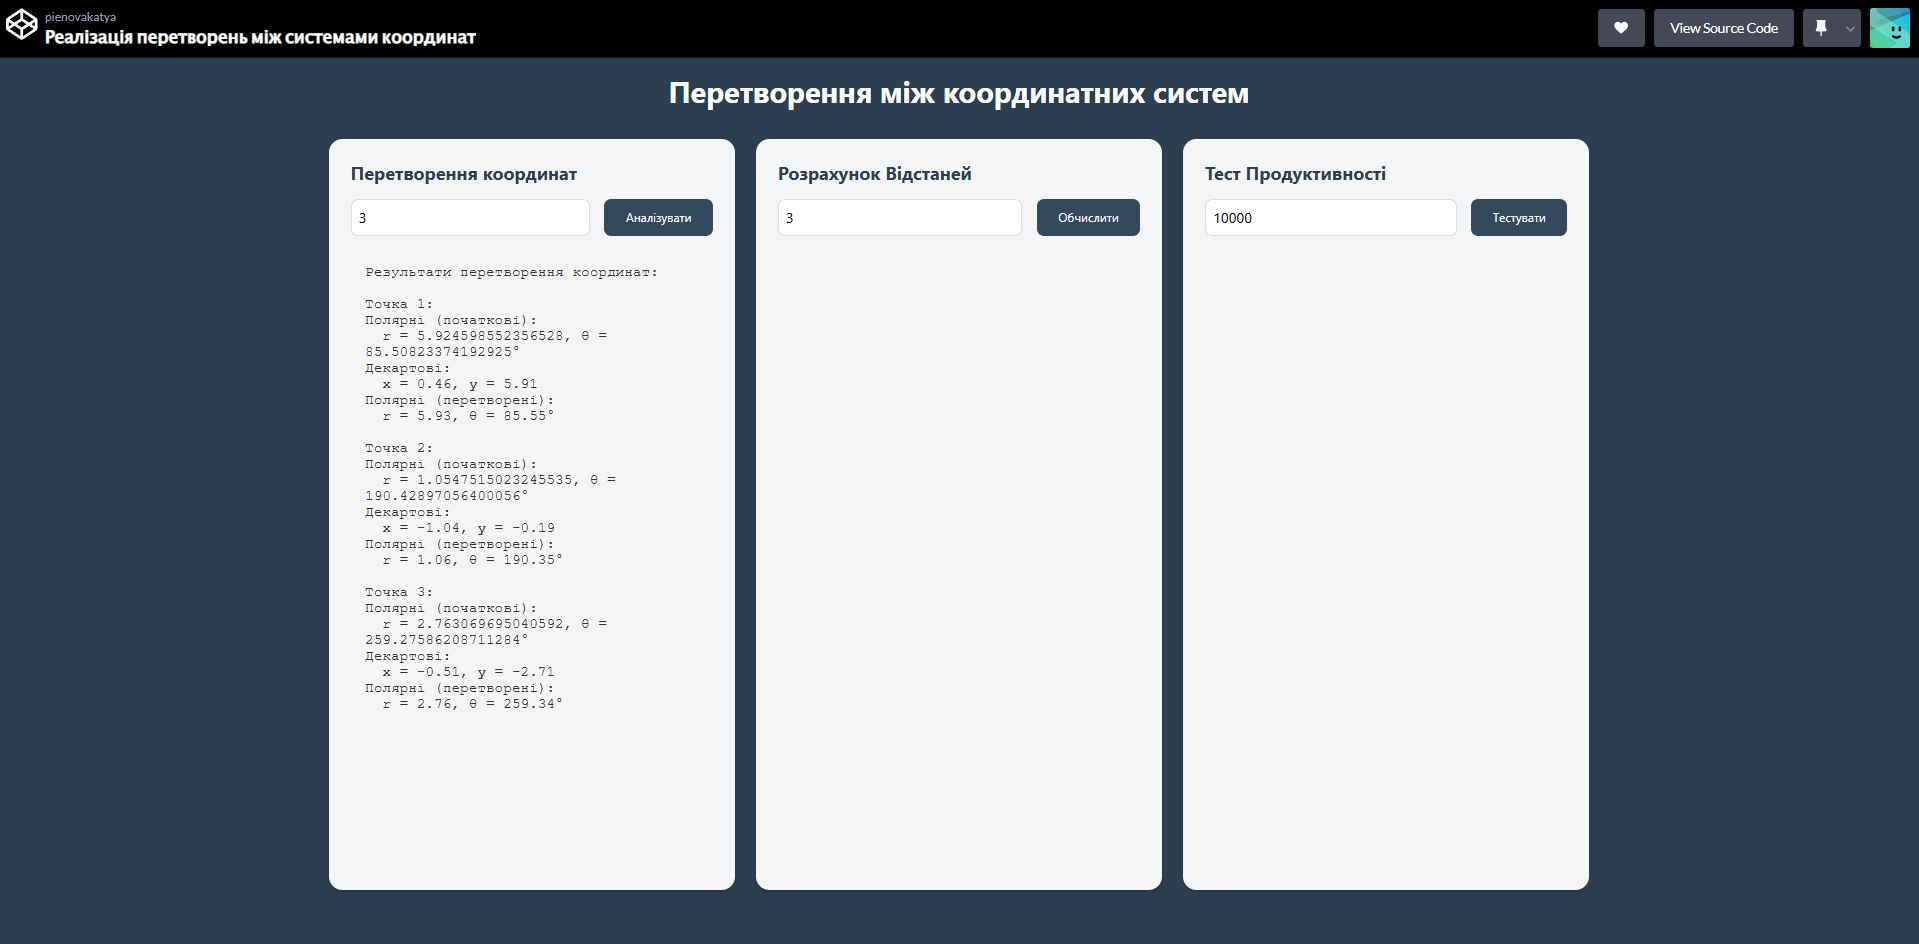 pienovakatya
Реалізація перетворень між системами координат
View Source Code
Перетворення між координатних систем
Перетворення координат
3
Аналізувати
Результати перетворення координат:
Точка 1:
Полярні (початкові):
r = 5.924598552356528, θ =
85.50823374192925°
Декартові:
x = 0.46, y = 5.91
Полярні (перетворені):
r = 5.93, θ = 85.55°
Точка 2:
Полярні (початкові):
r = 1.0547515023245535, θ =
190.42897056400056°
Декартові:
x = -1.04, y = -0.19
Полярні (перетворені):
r = 1.06, θ = 190.35°
Точка 3:
Полярні (початкові):
r = 2.763069695040592, θ =
259.27586208711284°
Декартові:
x = -0.51, y = -2.71
Полярні (перетворені):
r = 2.76, θ = 259.34°
Розрахунок Відстаней
3
Обчислити
Тест Продуктивності
10000
Тестувати